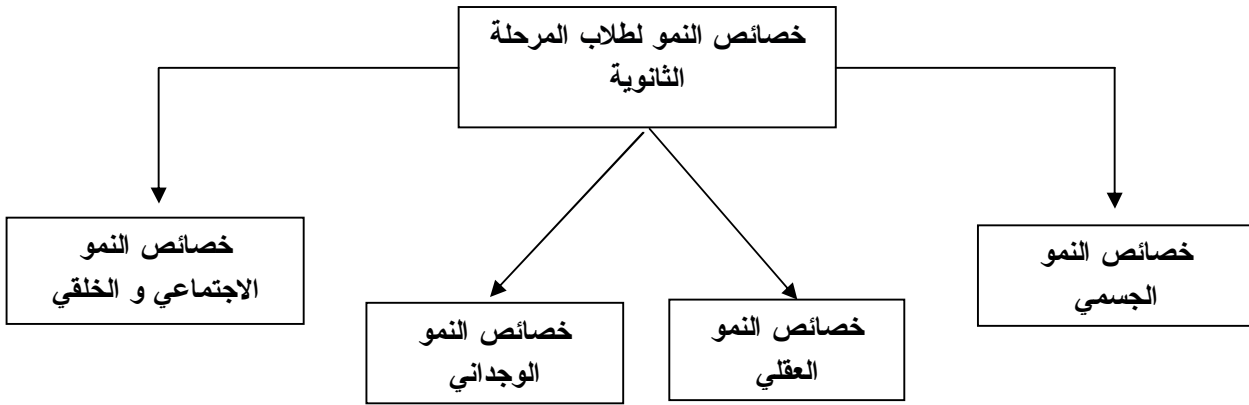 خصائص النمو لطلاب المرحلة
الثانوية
خصائص النمو
الجسمي
خصائص النمو
العقلي
خصائص النمو
الوجداني
خصائص النمو
الاجتماعي و الخلقي